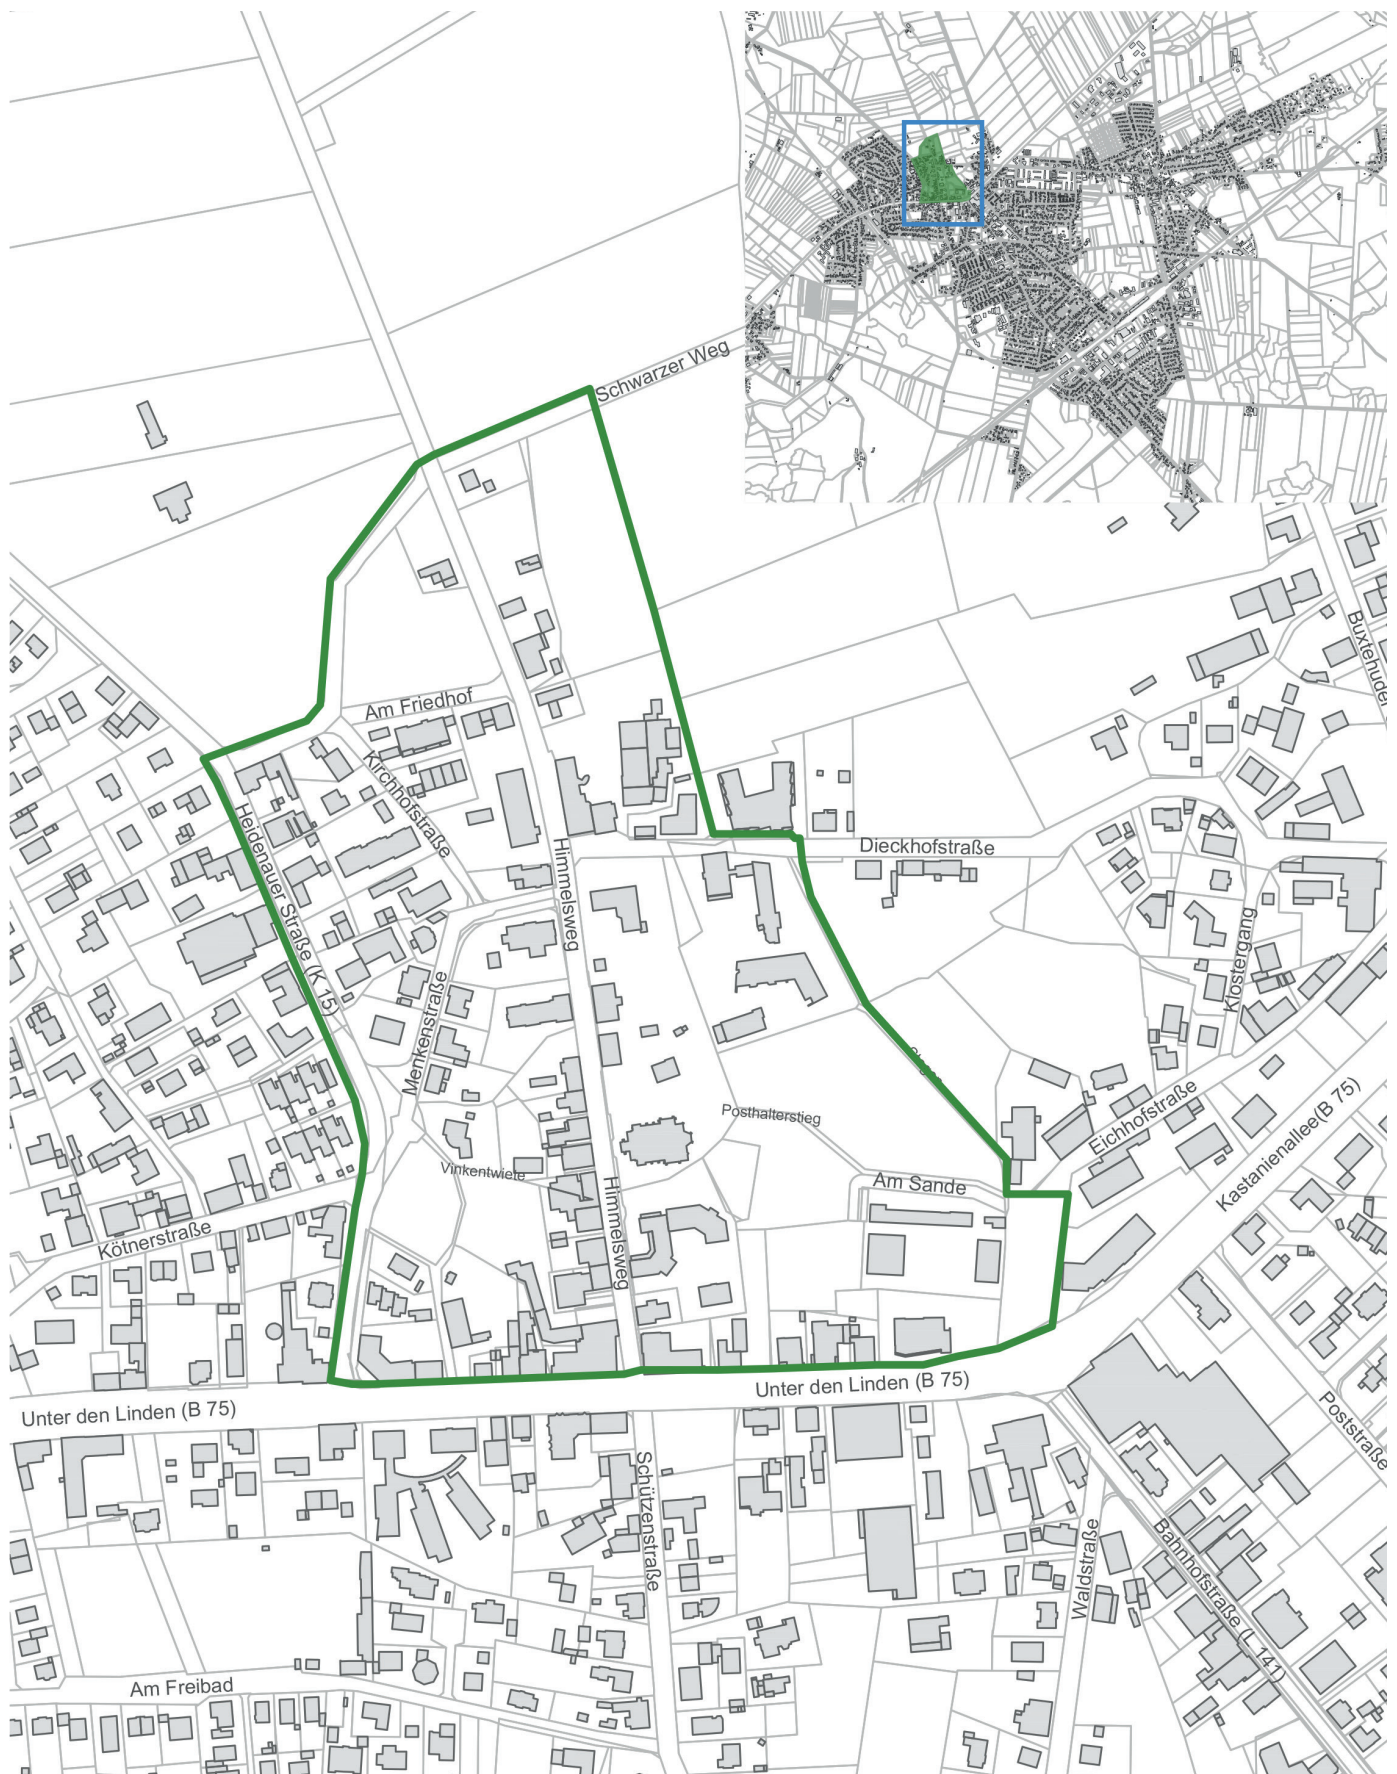 Schwarzer Weg
Buxtehuder
Am Friedhof
Kirchhofstraße
Heidenauer Straße (K 15)
Himmelsweg
Dieckhofstraße
Klostergang
Menkenstraße
Eichhofstraße
Kastanienallee(B 75)
Posthalterstieg
Vinkentwiete
Am Sande
Himmelsweg
Kötnerstraße
Unter den Linden (B 75)
Unter den Linden (B 75)
Poststraße
Schützenstraße
Waldstraße
Bahnhofstraße (L 141)
Am Freibad